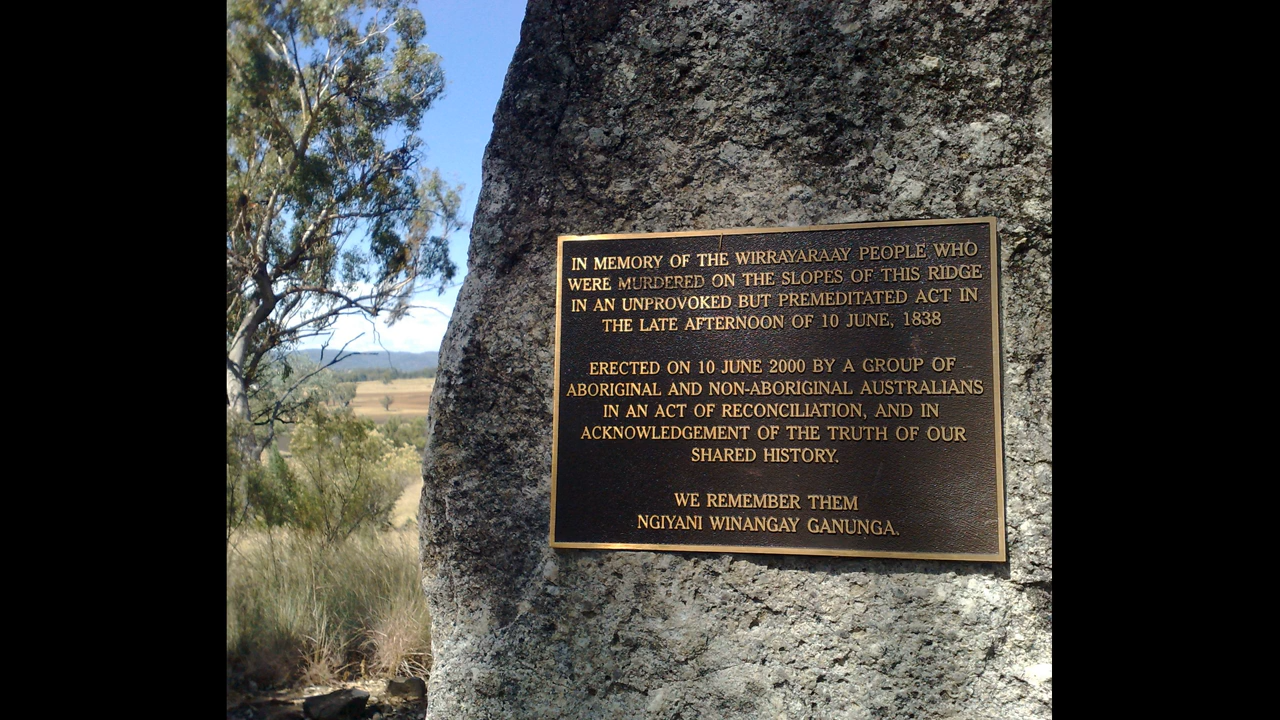 IN MEMORY OF THE WIRRAYARAAY PEOPLE WHO
WERE MURDERED ON THE SLOPES OF THIS RIDGE
IN AN UNPROVOKED BUT PREMEDITATED ACT IN
THE LATE AFTERNOON OF 10 JUNE, 1838
ERECTED ON 10 JUNE 2000 BY A GROUP OF
ABORIGINAL AND NON-ABORIGINAL AUSTRALIANS
IN AN ACT OF RECONCILIATION, AND IN
ACKNOWLEDGEMENT OF THE TRUTH OF OUR
SHARED HISTORY.
WE REMEMBER THEM
NGIYANI WINANGAY GANUNGA.